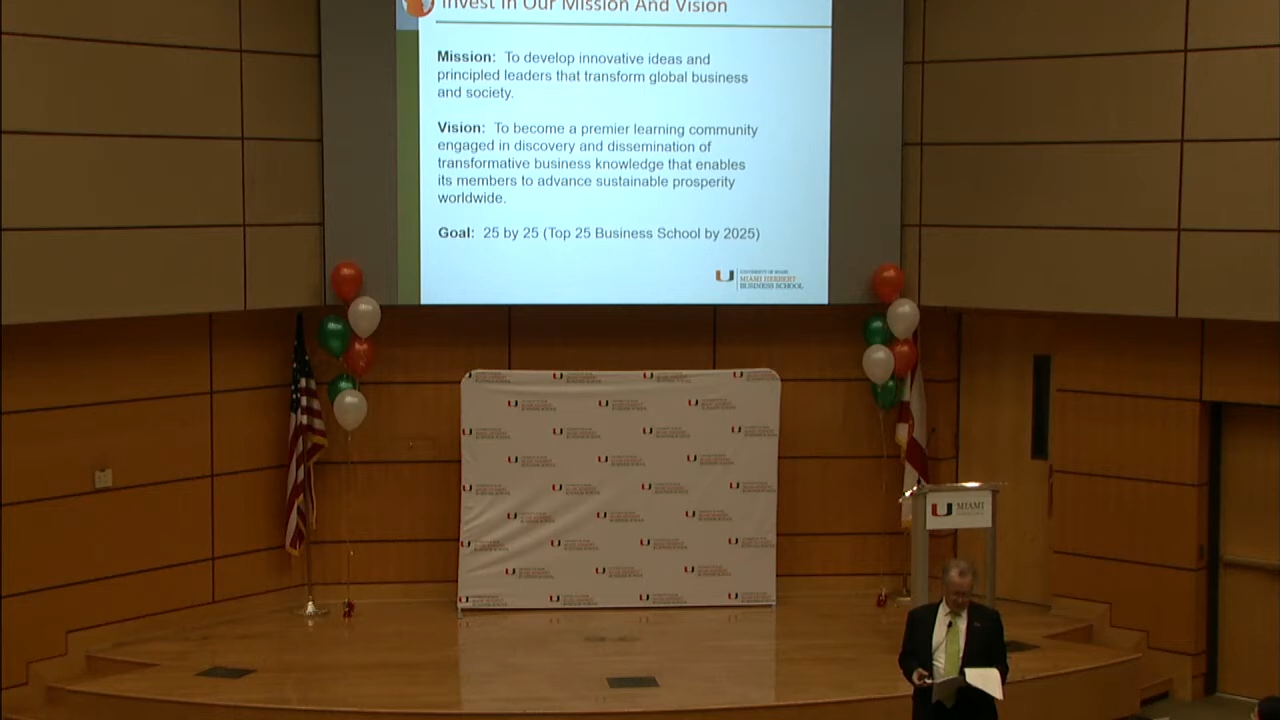 Invest In Our Mission And Vision
Mission: To develop innovative ideas and
principled leaders that transform global business
and society.
Vision: To become a premier learning community
engaged in discovery and dissemination of
transformative business knowledge that enables
its members to advance sustainable prosperity
worldwide.
Goal: 25 by 25 (Top 25 Business School by 2025)
UNIVERSITY OF MIAMI
MIAMI HERBERT
BUSINESS SCHOOL
MIAMI